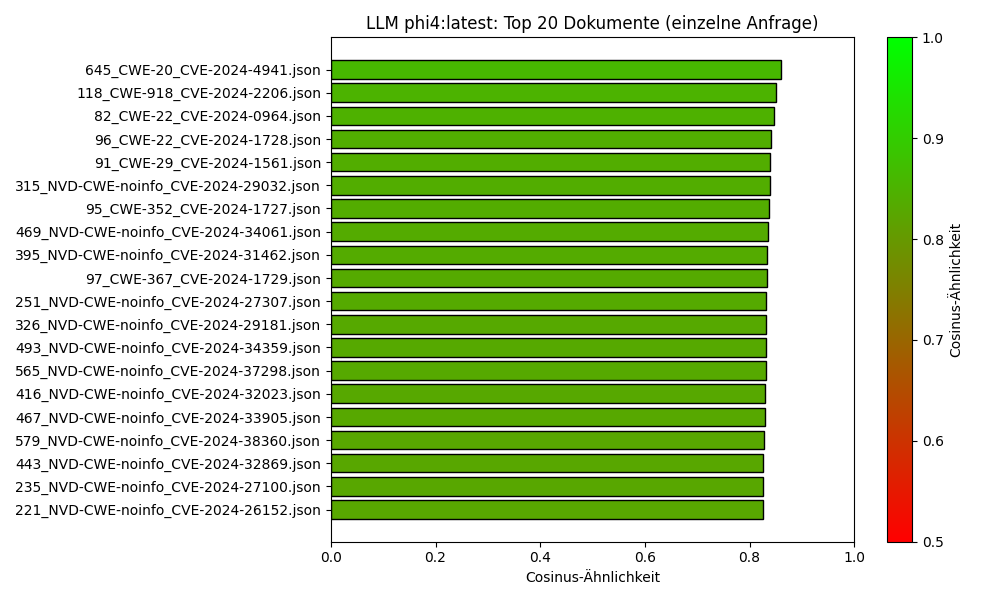 LLM phi4:latest: Top 20 Dokumente (einzelne Anfrage)
645_CWE-20_CVE-2024-4941.json
118_CWE-918_CVE-2024-2206.json
82_CWE-22_CVE-2024-0964.json
96_CWE-22_CVE-2024-1728.json
91_CWE-29_CVE-2024-1561.json
315_NVD-CWE-noinfo_CVE-2024-29032.json
95_CWE-352_CVE-2024-1727.json
469_NVD-CWE-noinfo_CVE-2024-34061.json
395_NVD-CWE-noinfo_CVE-2024-31462.json
97_CWE-367_CVE-2024-1729.json
251_NVD-CWE-noinfo_CVE-2024-27307.json
326_NVD-CWE-noinfo_CVE-2024-29181.json
493_NVD-CWE-noinfo_CVE-2024-34359.json
565_NVD-CWE-noinfo_CVE-2024-37298.json
416_NVD-CWE-noinfo_CVE-2024-32023.json
467_NVD-CWE-noinfo_CVE-2024-33905.json
579_NVD-CWE-noinfo_CVE-2024-38360.json
443_NVD-CWE-noinfo_CVE-2024-32869.json
235_NVD-CWE-noinfo_CVE-2024-27100.json
221_NVD-CWE-noinfo_CVE-2024-26152.json
0.0 0.2 0.4 0.6 0.8 1.0
Cosinus-Ähnlichkeit
1.0
0.9
0.8
0.7
0.6
0.5
Cosinus-Ähnlichkeit